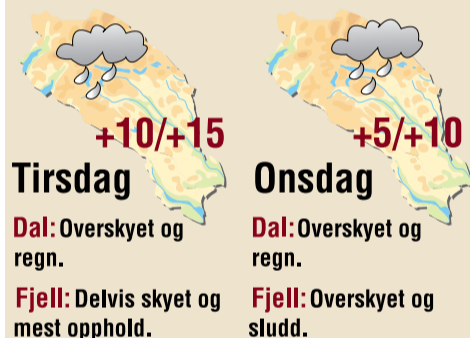 +10/+15
Tirsdag
Dal: Overskyet og
regn.
Fjell: Delvis skyet og
mest opphold.
+5/+10
Onsdag
Dal: Overskyet og
regn.
Fjell: Overskyet og
sludd.